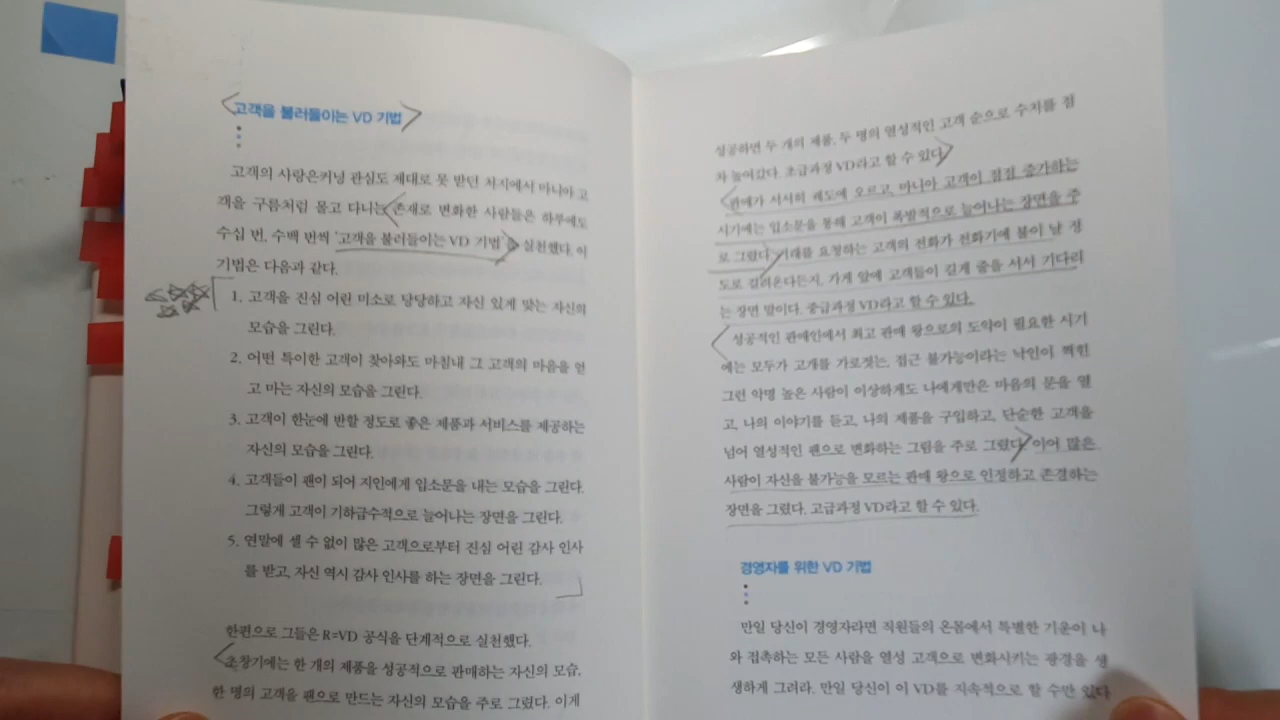 고객을 불러들이는 VD 기법
고객의 사랑은커녕 관심도 제대로 못 받던 처지에서 마니아 고
객을 구름처럼 몰고 다니는 존재로 변화한 사람들은 하루에도
수십 번, 수백 번씩 '고객을 불러들이는 VD 기법'을 실천했다. 이
기법은 다음과 같다.
1. 고객을 진심 어린 미소로 당당하고 자신 있게 맞는 자신의
모습을 그린다.
2. 어떤 특이한 고객이 찾아와도 마침내 그 고객의 마음을 얻
고 마는 자신의 모습을 그린다.
3. 고객이 한눈에 반할 정도로 좋은 제품과 서비스를 제공하는
자신의 모습을 그린다.
4. 고객들이 팬이 되어 지인에게 입소문을 내는 모습을 그린다.
그렇게 고객이 기하급수적으로 늘어나는 장면을 그린다.
5. 연말에 셀 수 없이 많은 고객으로부터 진심 어린 감사 인사
를 받고, 자신 역시 감사 인사를 하는 장면을 그린다.
한편으로 그들은 R=VD 공식을 단계적으로 실천했다.
초창기에는 한 개의 제품을 성공적으로 판매하는 자신의 모습,
한 명의 고객을 팬으로 만드는 자신의 모습을 주로 그렸다. 이게
성공하면 두 개의 제품, 두 명의 열성적인 고객 순으로 수치를 점
차 높여갔다. 초급과정 VD라고 할 수 있다.
판매가 서서히 궤도에 오르고, 마니아 고객이 점점 증가하는
시기에는 입소문을 통해 고객이 폭발적으로 늘어나는 장면을 주
로 그렸다. 거래를 요청하는 고객의 전화가 전화기에 불이 날 정
도로 걸려온다든지, 가게 앞에 고객들이 길게 줄을 서서 기다리
는 장면 말이다. 중급과정 VD라고 할 수 있다.
성공적인 판매인에서 최고 판매 왕으로의 도약이 필요한 시기
에는 모두가 고개를 가로젓는, 접근 불가능이라는 낙인이 찍힌
그런 악명 높은 사람이 이상하게도 나에게만은 마음의 문을 열
고, 나의 이야기를 듣고, 나의 제품을 구입하고, 단순한 고객을
넘어 열성적인 팬으로 변화하는 그림을 주로 그렸다. 이어 많은
사람이 자신을 불가능을 모르는 판매 왕으로 인정하고 존경하는
장면을 그렸다. 고급과정 VD라고 할 수 있다.
경영자를 위한 VD 기법
만일 당신이 경영자라면 직원들의 온몸에서 특별한 기운이 나
와 접촉하는 모든 사람을 열성 고객으로 변화시키는 광경을 생
생하게 그려라. 만일 당신이 이 VD를 지속적으로 할 수만 있다